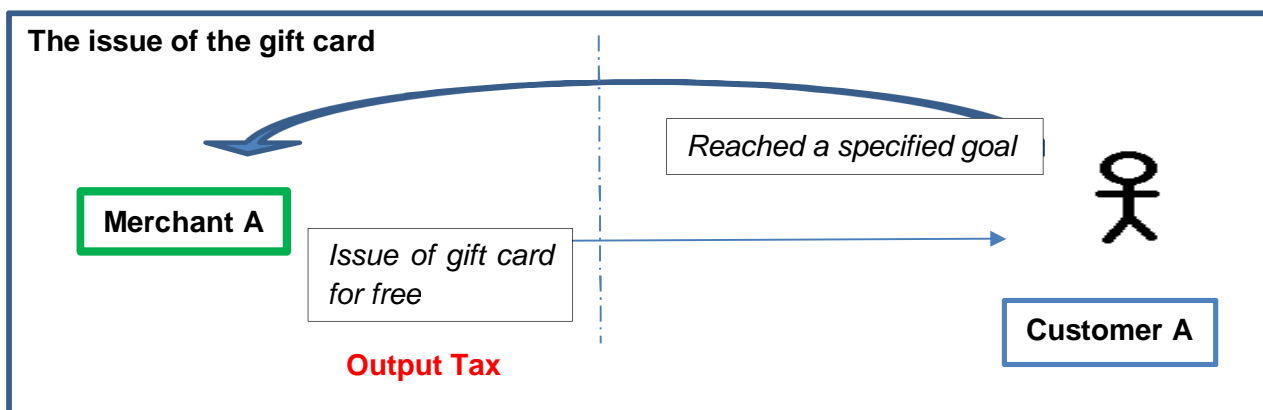 The issue of the gift card
Reached a specified goal
Merchant A
Issue of gift card
for free
Customer A
Output Tax